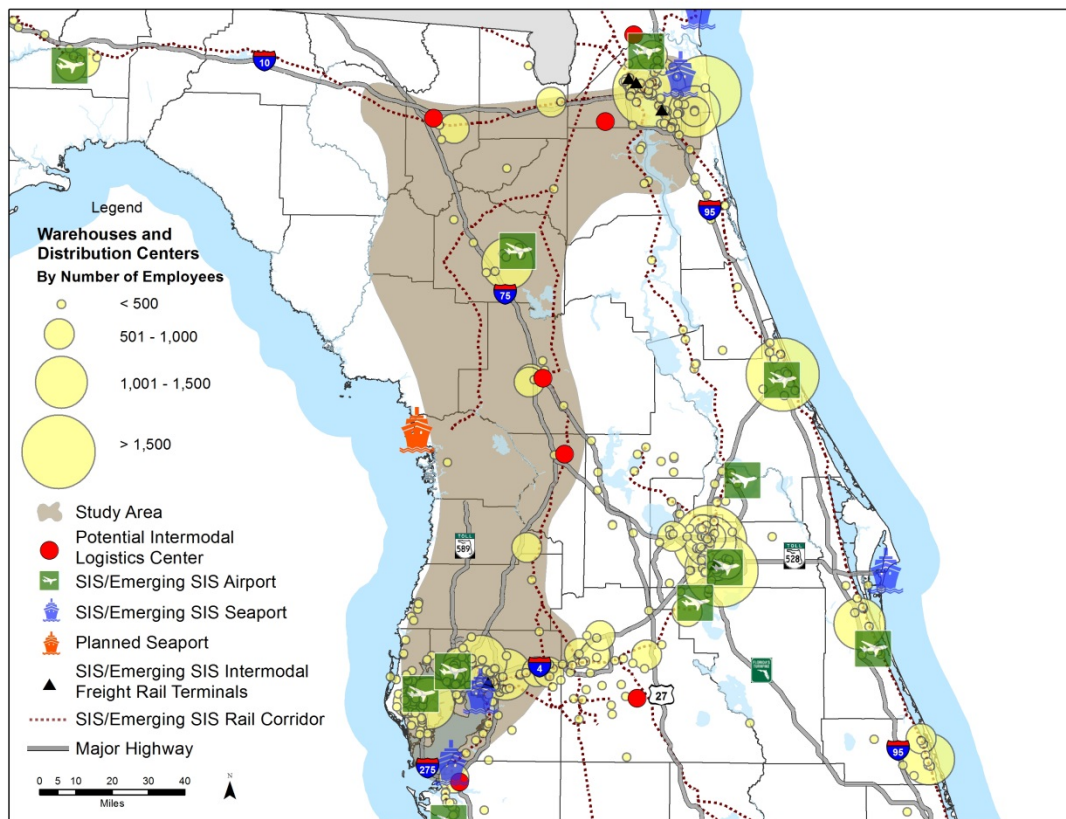 10
95
Legend
Warehouses and
Distribution Centers
By Number of Employees
< 500
501 - 1,000
1,001 - 1,500
> 1,500
75
Study Area
Potential Intermodal
Logistics Center
SIS/Emerging SIS Airport
SIS/Emerging SIS Seaport
Planned Seaport
SIS/Emerging SIS Intermodal
Freight Rail Terminals
SIS/Emerging SIS Rail Corridor
Major Highway
0 5 10 20 30 40
Miles
N
TOLL
589
TOLL
528
4
27
95
275